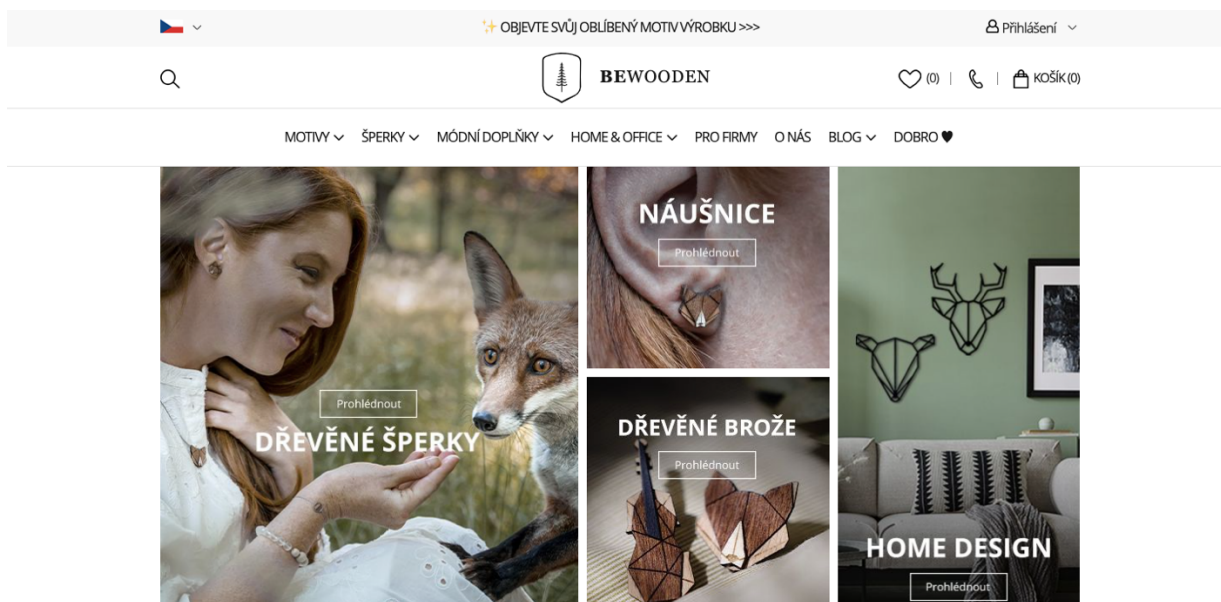 ✨ OBJEVTE SVŮJ OBLÍBENÝ MOTIV VÝROBKU >>>
Přihlášení
BEWOODEN
(0)
KOŠÍK (0)
MOTIVY
ŠPERKY
MÓDNÍ DOPLŇKY
HOME & OFFICE
PRO FIRMY
O NÁS
BLOG
DOBRO 🖤
Prohlédnout
DŘEVĚNÉ ŠPERKY
NÁUŠNICE
Prohlédnout
DŘEVĚNÉ BROŽE
Prohlédnout
HOME DESIGN
Prohlédnout